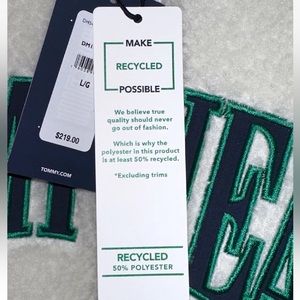 L/G
$219.00
TOMMY.COM
MAKE
RECYCLED
POSSIBLE
We believe true
quality should never
go out of fashion.
Which is why the
polyester in this product
is at least 50% recycled.
*Excluding trims
RECYCLED
50% POLYESTER